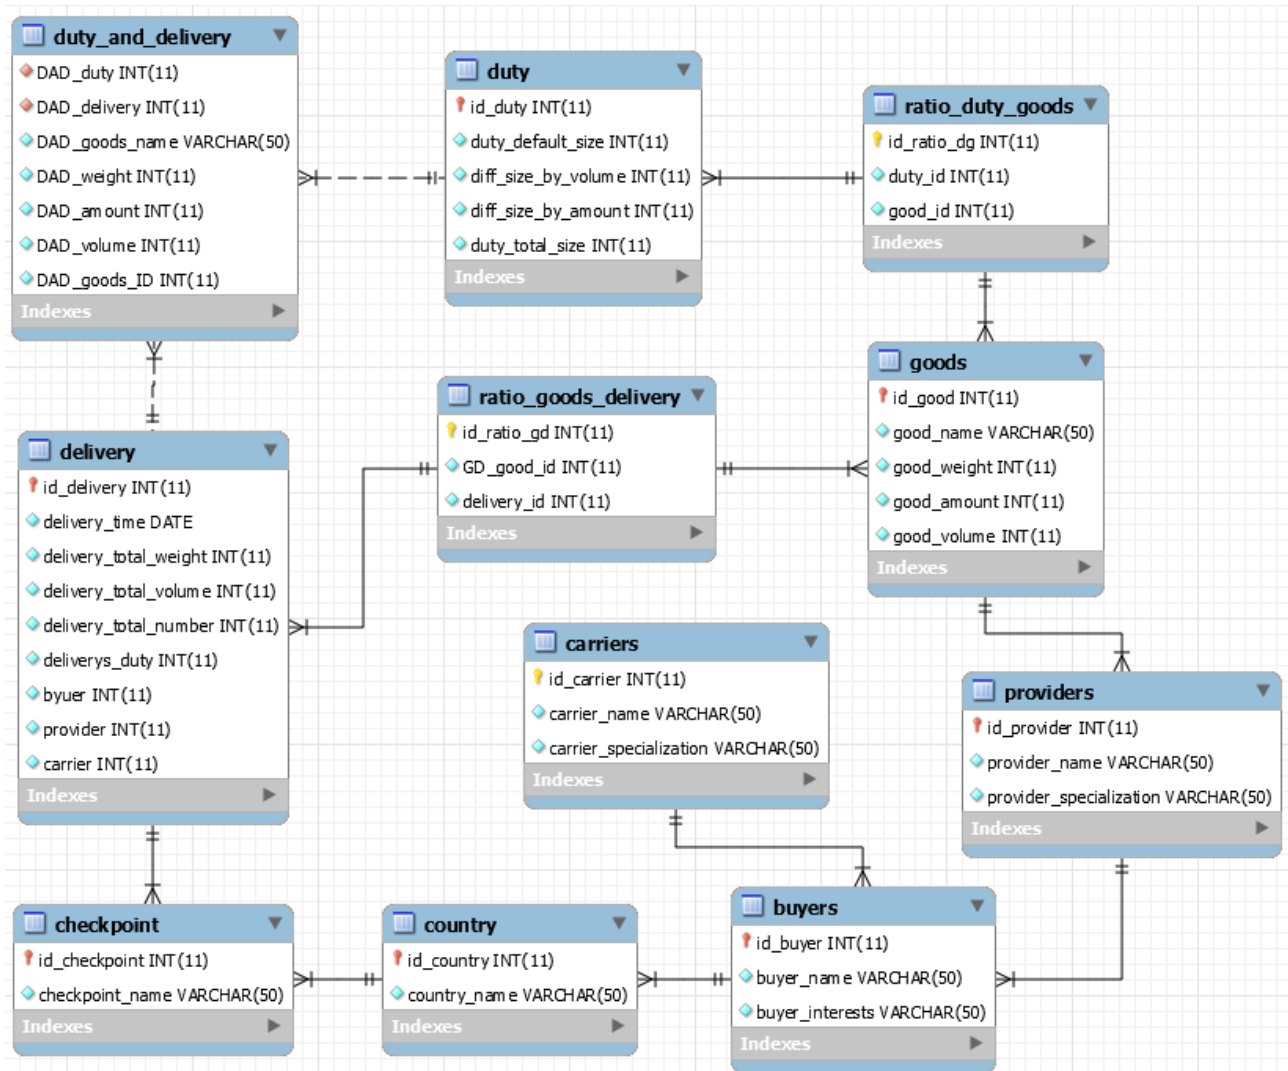 duty_and_delivery
DAD_duty INT(11)
DAD_delivery INT(11)
DAD_goods_name VARCHAR(50)
DAD_weight INT(11)
DAD_amount INT(11)
DAD_volume INT(11)
DAD_goods_ID INT(11)
Indexes
duty
id_duty INT(11)
duty_default_size INT(11)
diff_size_by_volume INT(11)
diff_size_by_amount INT(11)
duty_total_size INT(11)
Indexes
ratio_duty_goods
id_ratio_dg INT(11)
duty_id INT(11)
good_id INT(11)
Indexes
delivery
id_delivery INT(11)
delivery_time DATE
delivery_total_weight INT(11)
delivery_total_volume INT(11)
delivery_total_number INT(11)
deliverys_duty INT(11)
byuer INT(11)
provider INT(11)
carrier INT(11)
Indexes
ratio_goods_delivery
id_ratio_gd INT(11)
GD_good_id INT(11)
delivery_id INT(11)
Indexes
goods
id_good INT(11)
good_name VARCHAR(50)
good_weight INT(11)
good_amount INT(11)
good_volume INT(11)
Indexes
carriers
id_carrier INT(11)
carrier_name VARCHAR(50)
carrier_specialization VARCHAR(50)
Indexes
providers
id_provider INT(11)
provider_name VARCHAR(50)
provider_specialization VARCHAR(50)
Indexes
checkpoint
id_checkpoint INT(11)
checkpoint_name VARCHAR(50)
Indexes
country
id_country INT(11)
country_name VARCHAR(50)
Indexes
buyers
id_buyer INT(11)
buyer_name VARCHAR(50)
buyer_interests VARCHAR(50)
Indexes